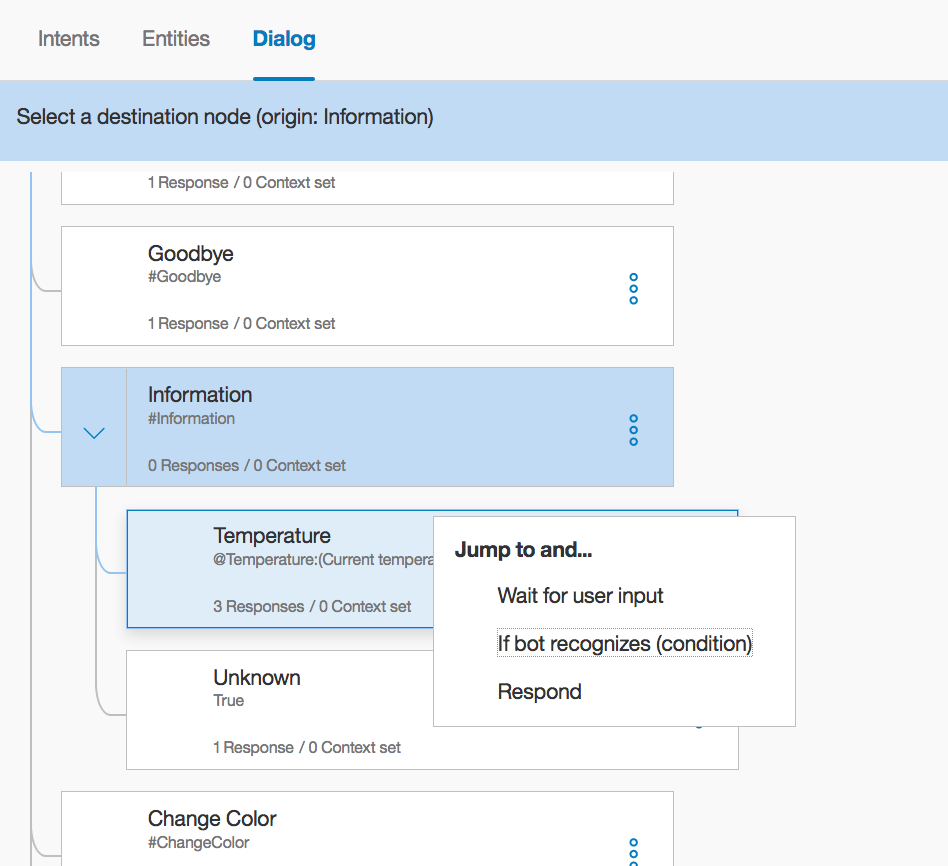 Intents Entities Dialog
Select a destination node (origin: Information)
1 Response / 0 Context set
Goodbye
#Goodbye
1 Response / 0 Context set
Information
#Information
0 Responses / 0 Context set
Temperature
@Temperature:(Current tempera
3 Responses / 0 Context set
Jump to and...
Wait for user input
If bot recognizes (condition)
Respond
Unknown
True
1 Response / 0 Context set
Change Color
#ChangeColor